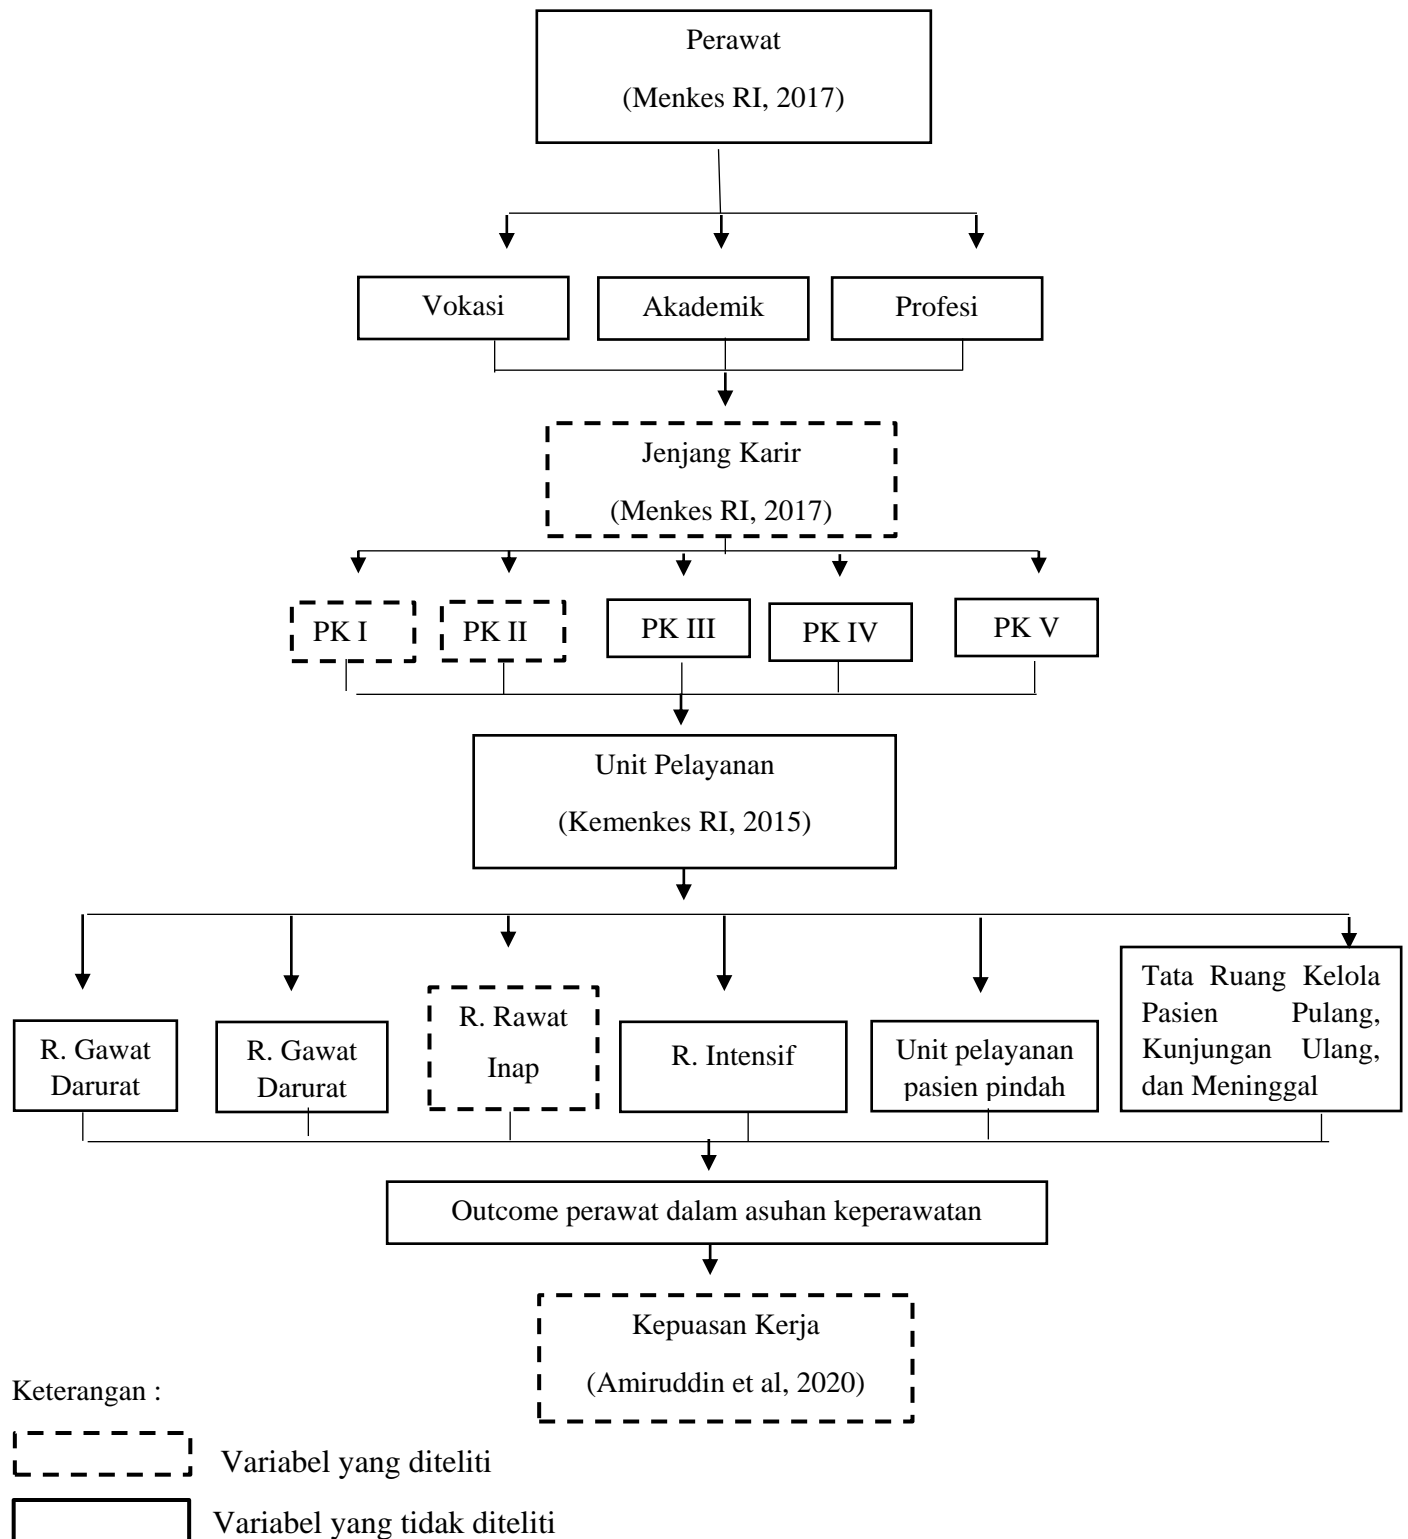 Perawat
(Menkes RI, 2017)
Vokasi
Akademik
Profesi
Jenjang Karir
(Menkes RI, 2017)
PK I
PK II
PK III
PK IV
PK V
Unit Pelayanan
(Kemenkes RI, 2015)
R. Gawat
Darurat
R. Gawat
Darurat
R. Rawat
Inap
R. Intensif
Unit pelayanan
pasien pindah
Tata Ruang Kelola
Pasien Pulang,
Kunjungan Ulang,
dan Meninggal
Outcome perawat dalam asuhan keperawatan
Kepuasan Kerja
(Amiruddin et al, 2020)
Keterangan :
Variabel yang diteliti
Variabel yang tidak diteliti